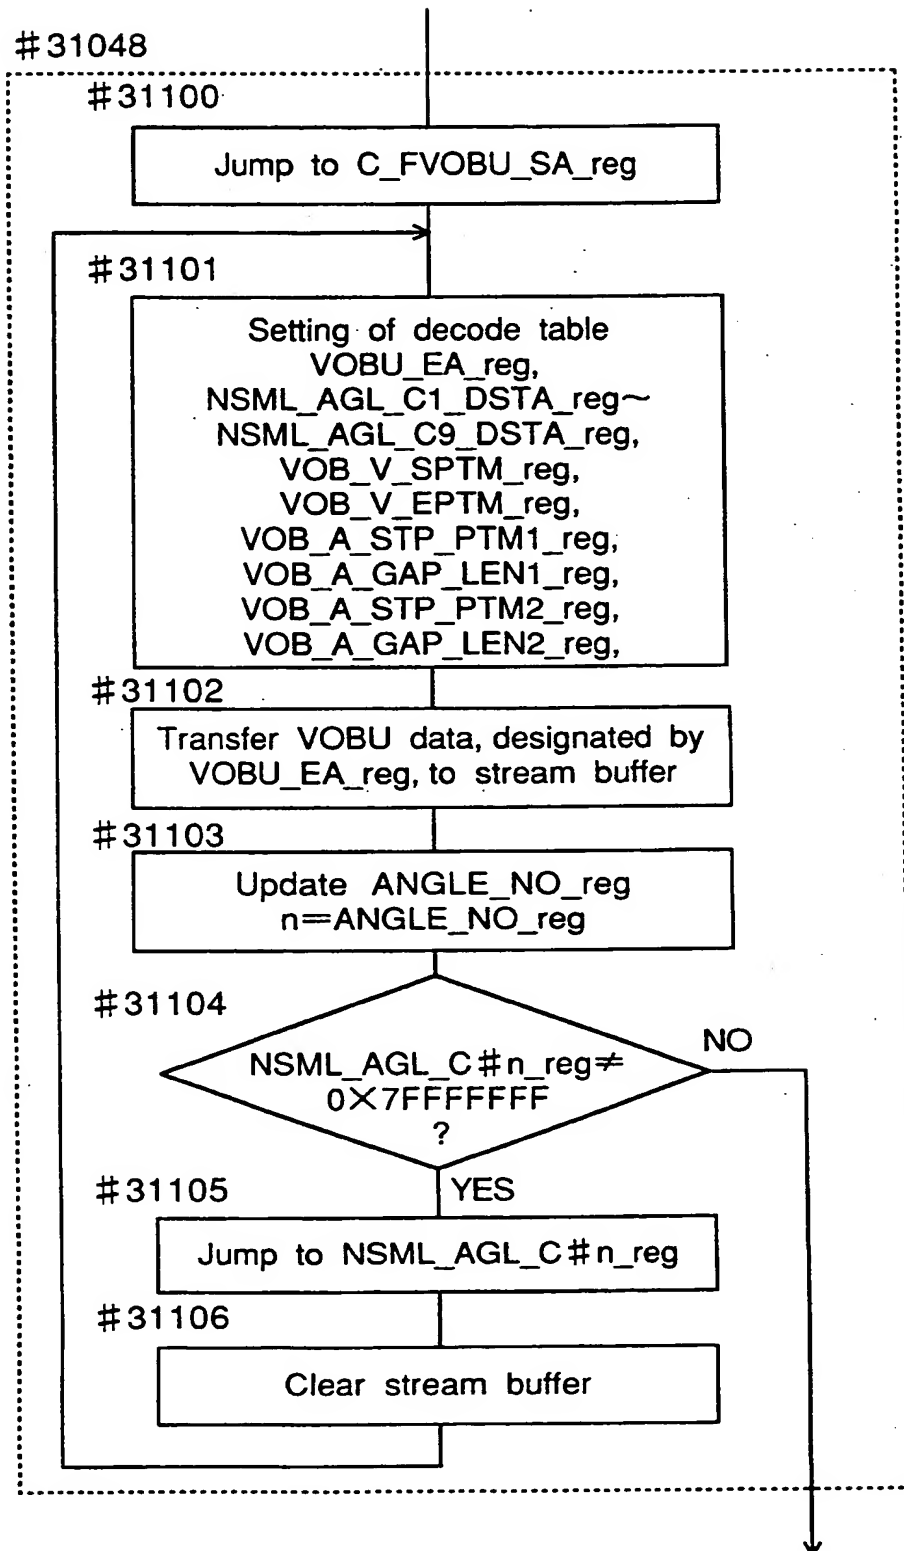 #31048
#31100
Jump to C_FVOBU_SA_reg
#31101
Setting of decode table
VOBU_EA_reg,
NSML_AGL_C1_DSTA_reg~
NSML_AGL_C9_DSTA_reg,
VOB_V_SPTM_reg,
VOB_V_EPTM_reg,
VOB_A_STP_PTM1_reg,
VOB_A_GAP_LEN1_reg,
VOB_A_STP_PTM2_reg,
VOB_A_GAP_LEN2_reg,
#31102
Transfer VOBU data, designated by
VOBU_EA_reg, to stream buffer
#31103
Update ANGLE_NO_reg
n=ANGLE_NO_reg
#31104
NSML_AGL_C#n_reg≠
0×7FFFFFFF
?
NO
YES
#31105
Jump to NSML_AGL_C#n_reg
#31106
Clear stream buffer